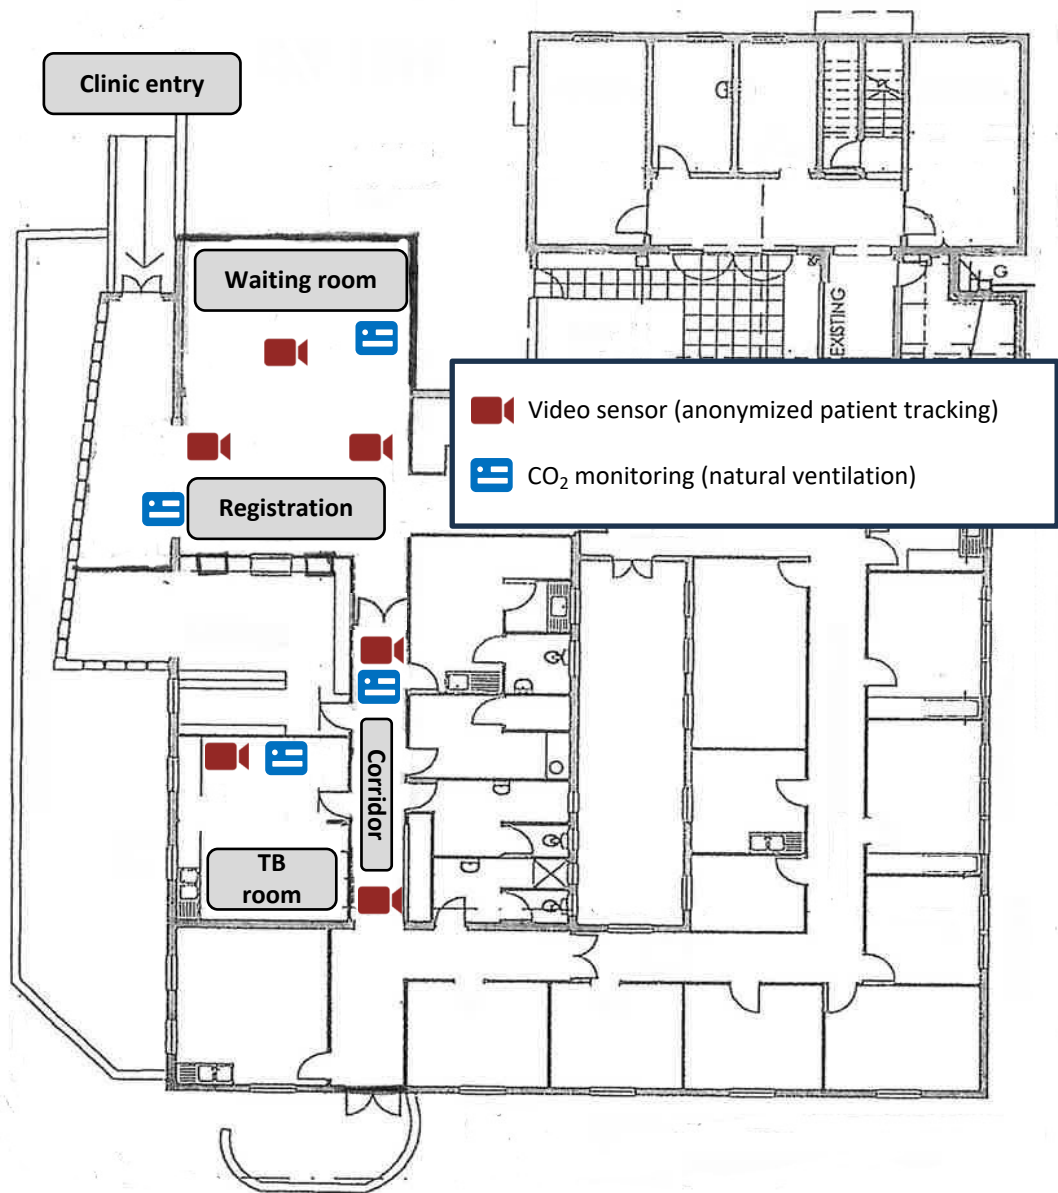 Clinic entry
Waiting room
G
EXISTING
Video sensor (anonymized patient tracking)
CO₂ monitoring (natural ventilation)
Registration
Corridor
TB
room